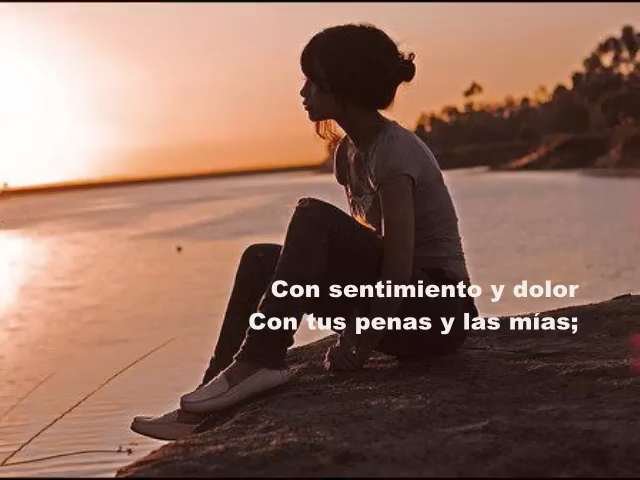 Con sentimiento y dolor
Con tus penas y las mías;